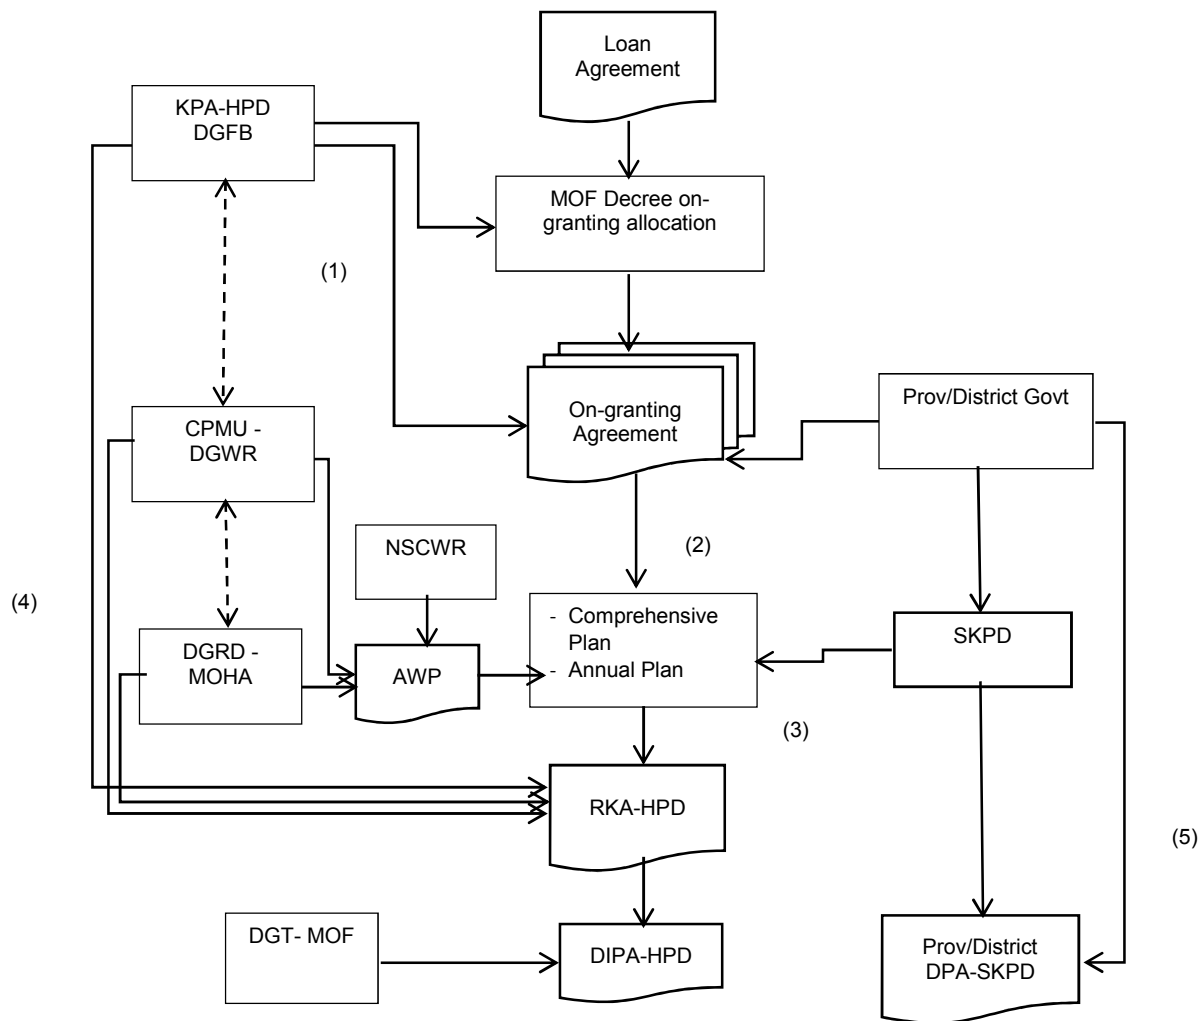 Loan
Agreement
KPA-HPD
DGFB
MOF Decree on-
granting allocation
(1)
On-granting
Agreement
Prov/District Govt
CPMU -
DGWR
NSCWR
(2)
(4)
- Comprehensive
Plan
- Annual Plan
SKPD
DGRD -
MOHA
AWP
(3)
RKA-HPD
(5)
DGT- MOF
DIPA-HPD
Prov/District
DPA-SKPD